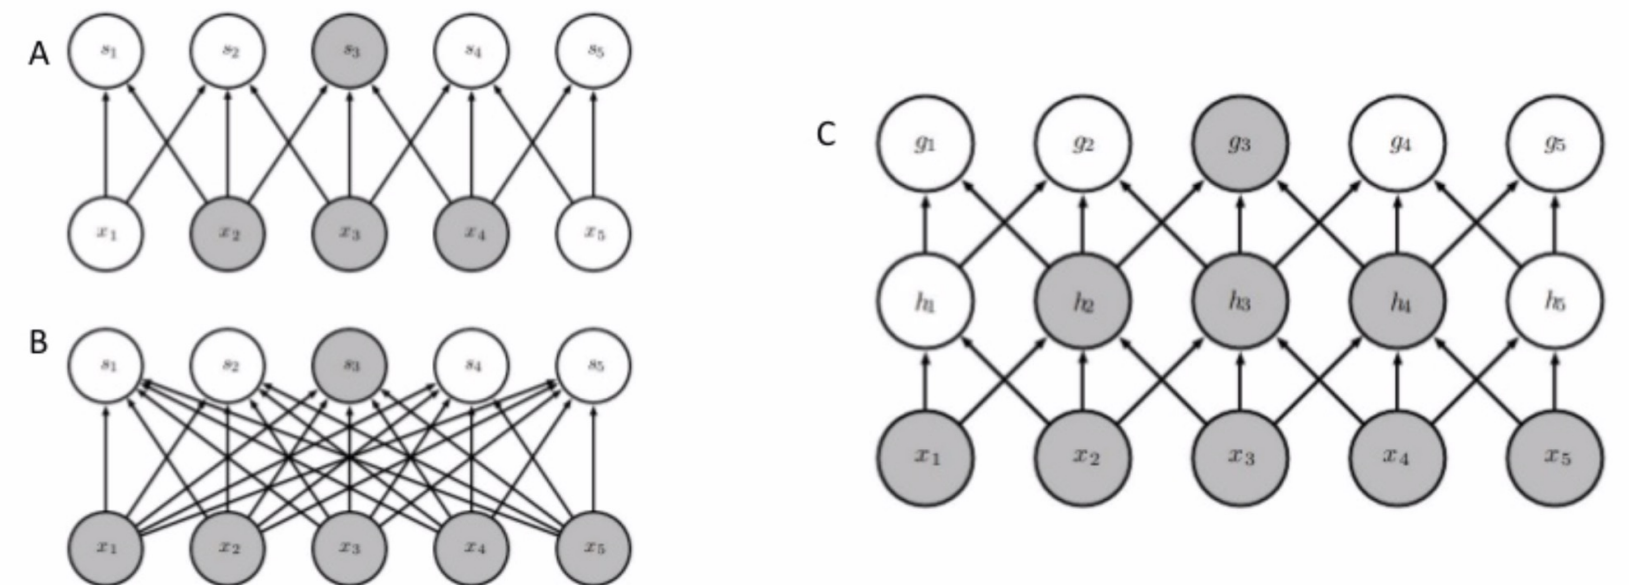 A
s₁ s₂ s₃ s₄ s₅
x₁ x₂ x₃ x₄ x₅
B
s₁ s₂ s₃ s₄ s₅
x₁ x₂ x₃ x₄ x₅
C
g₁ g₂ g₃ g₄ g₅
h₁ h₂ h₃ h₄ h₅
x₁ x₂ x₃ x₄ x₅